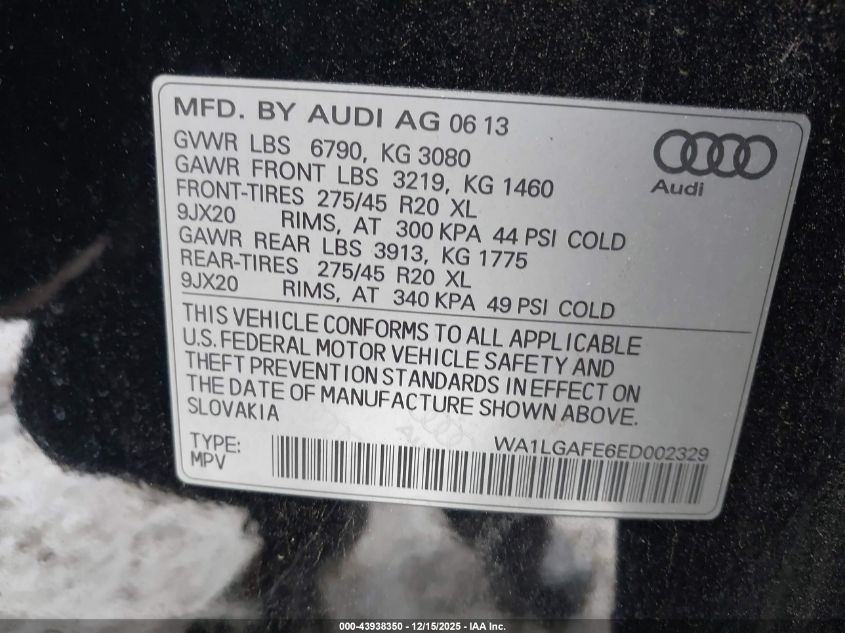 MFD. BY AUDI AG 06 13
GVWR LBS 6790, KG 3080
GAWR FRONT LBS 3219, KG 1460
FRONT-TIRES 275/45 R20 XL
9JX20 RIMS, AT 300 KPA 44 PSI COLD
GAWR REAR LBS 3913, KG 1775
REAR-TIRES 275/45 R20 XL
9JX20 RIMS, AT 340 KPA 49 PSI COLD
Audi
THIS VEHICLE CONFORMS TO ALL APPLICABLE
U.S. FEDERAL MOTOR VEHICLE SAFETY AND
THEFT PREVENTION STANDARDS IN EFFECT ON
THE DATE OF MANUFACTURE SHOWN ABOVE.
SLOVAKIA
WA1LGAFE6ED002329
TYPE:
MPV
000-43938350 - 12/15/2025 - IAA Inc.